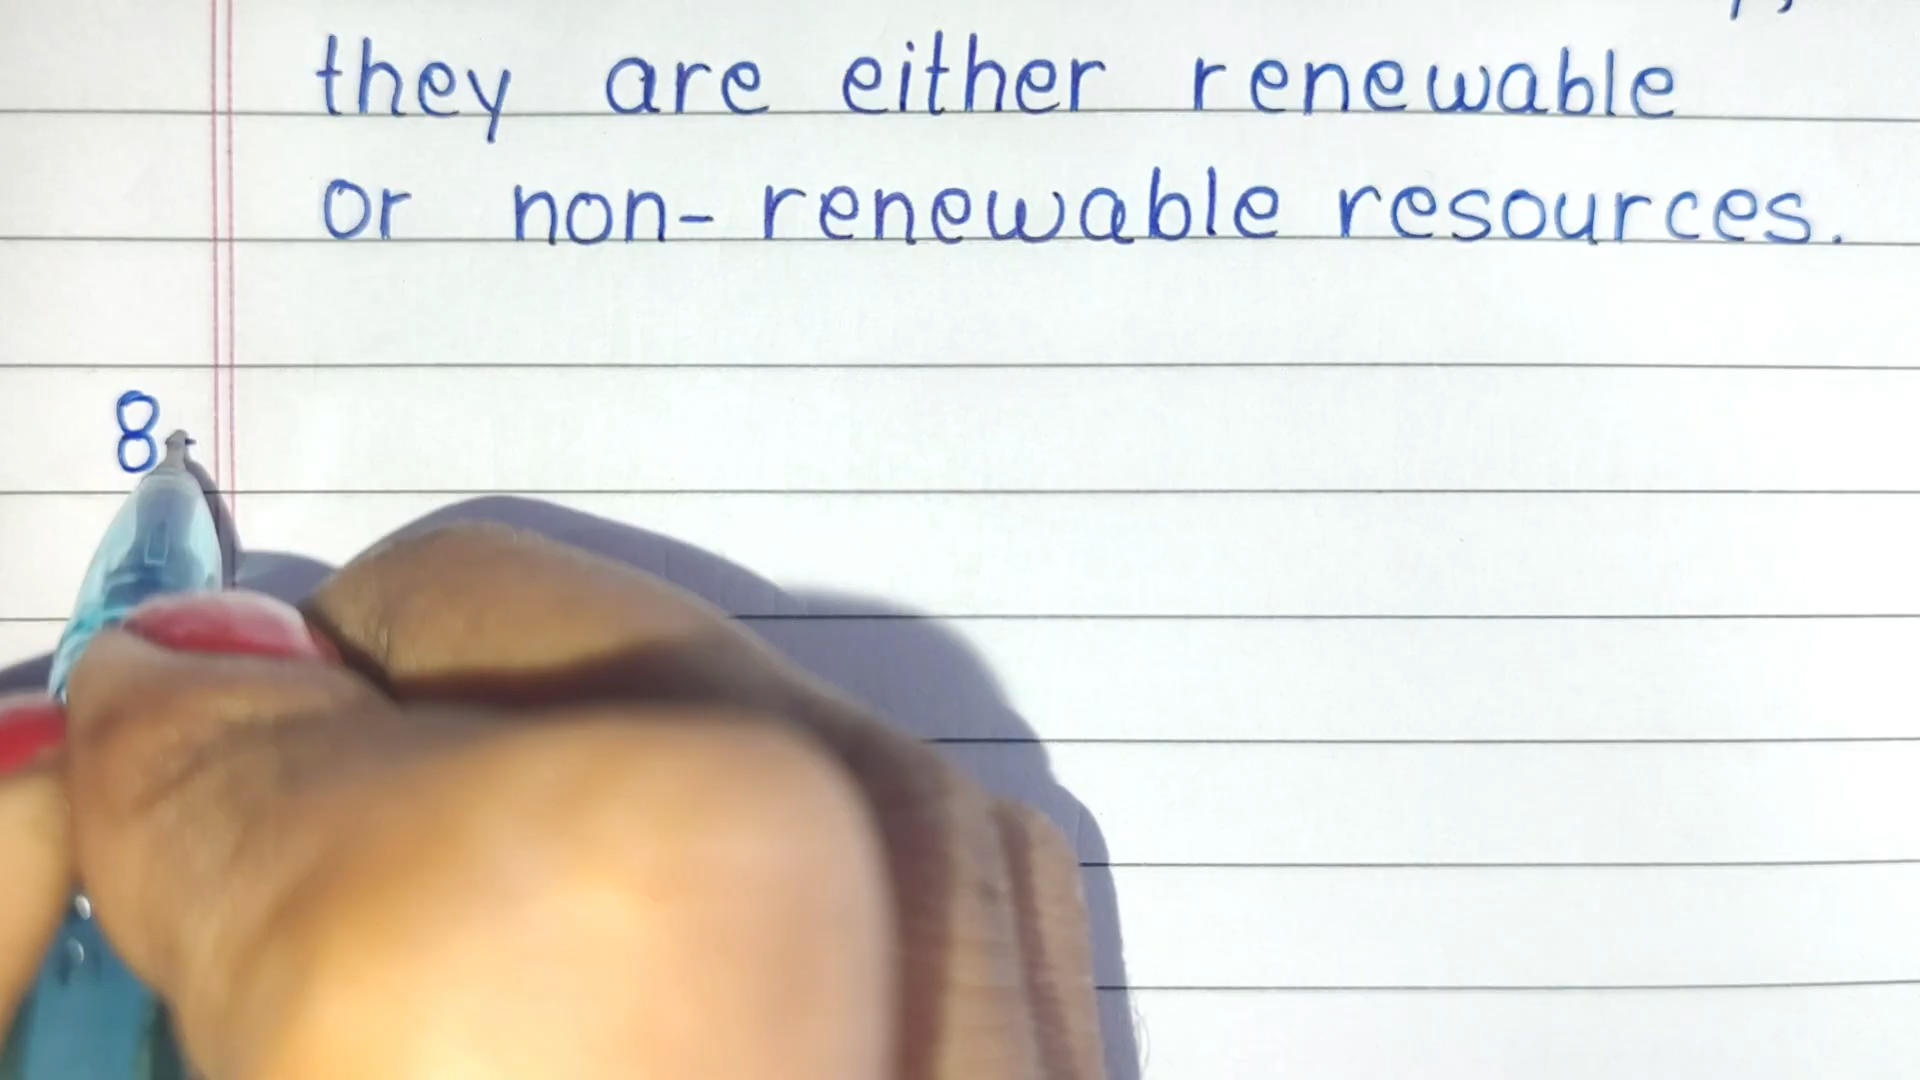 they are either renewable
or non-renewable resources.
8